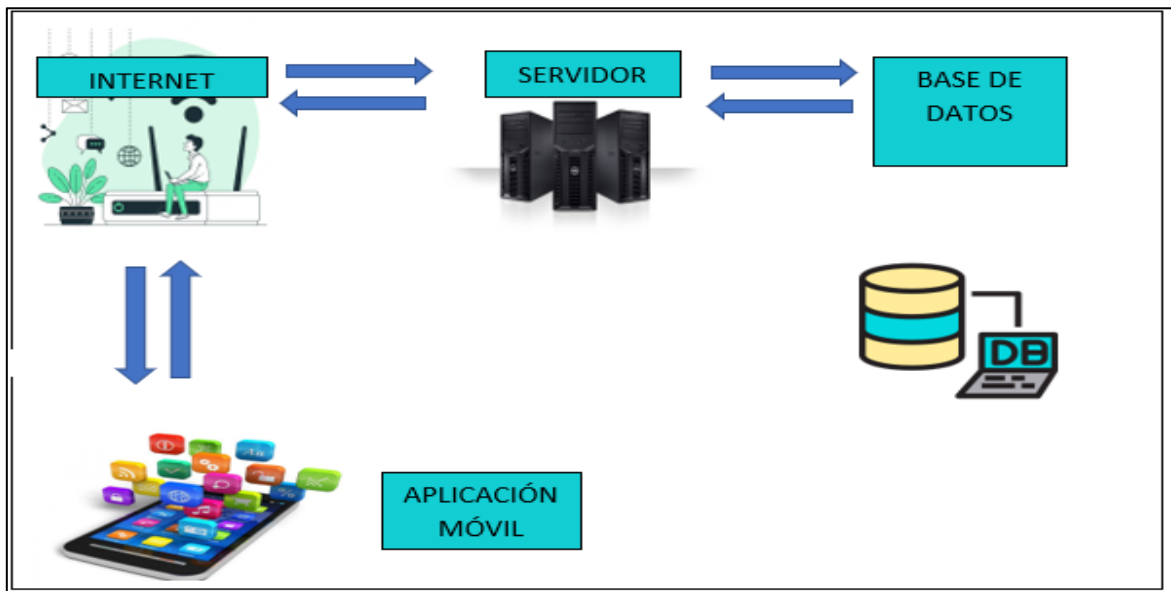 INTERNET
SERVIDOR
BASE DE
DATOS
DB
APLICACIÓN
MÓVIL